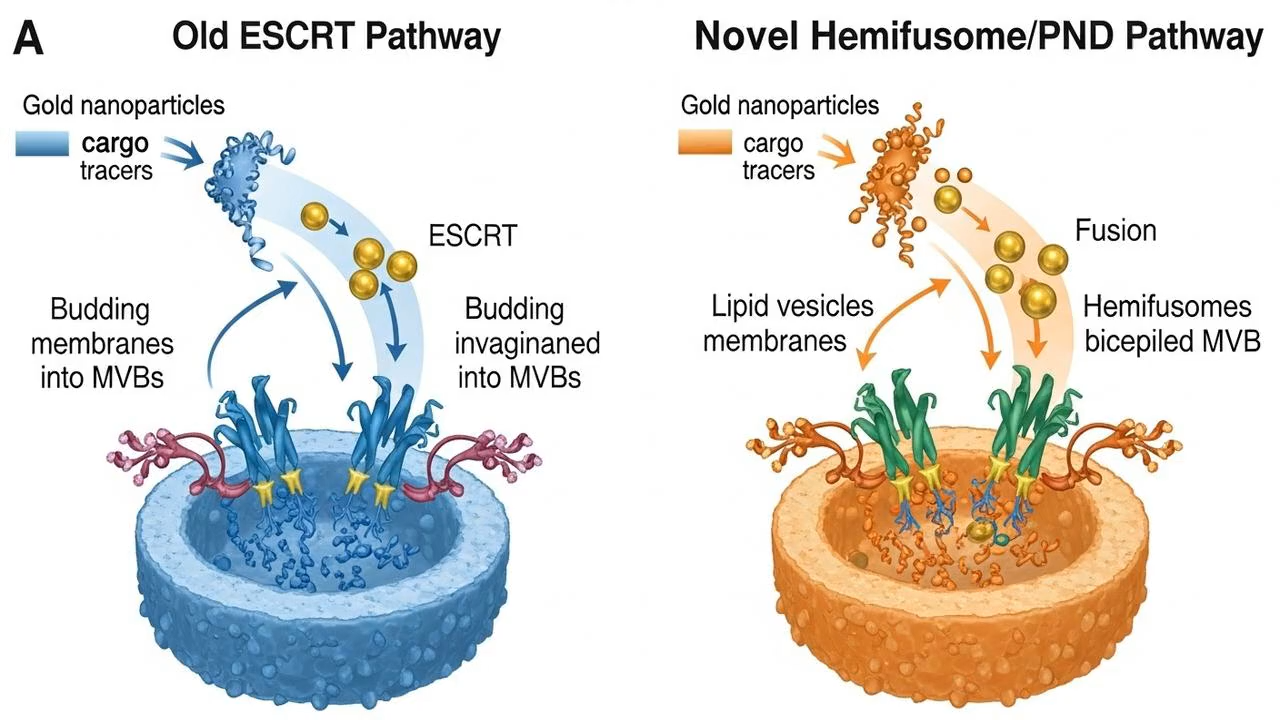 A
Old ESCRT Pathway
Gold nanoparticles
cargo
tracers
ESCRT
Budding
membranes
into MVBs
Budding
invaginaned
into MVBs
Novel Hemifusome/PND Pathway
Gold nanoparticles
cargo
tracers
Fusion
Lipid vesicles
membranes
Hemifusomes
bicepiled MVB